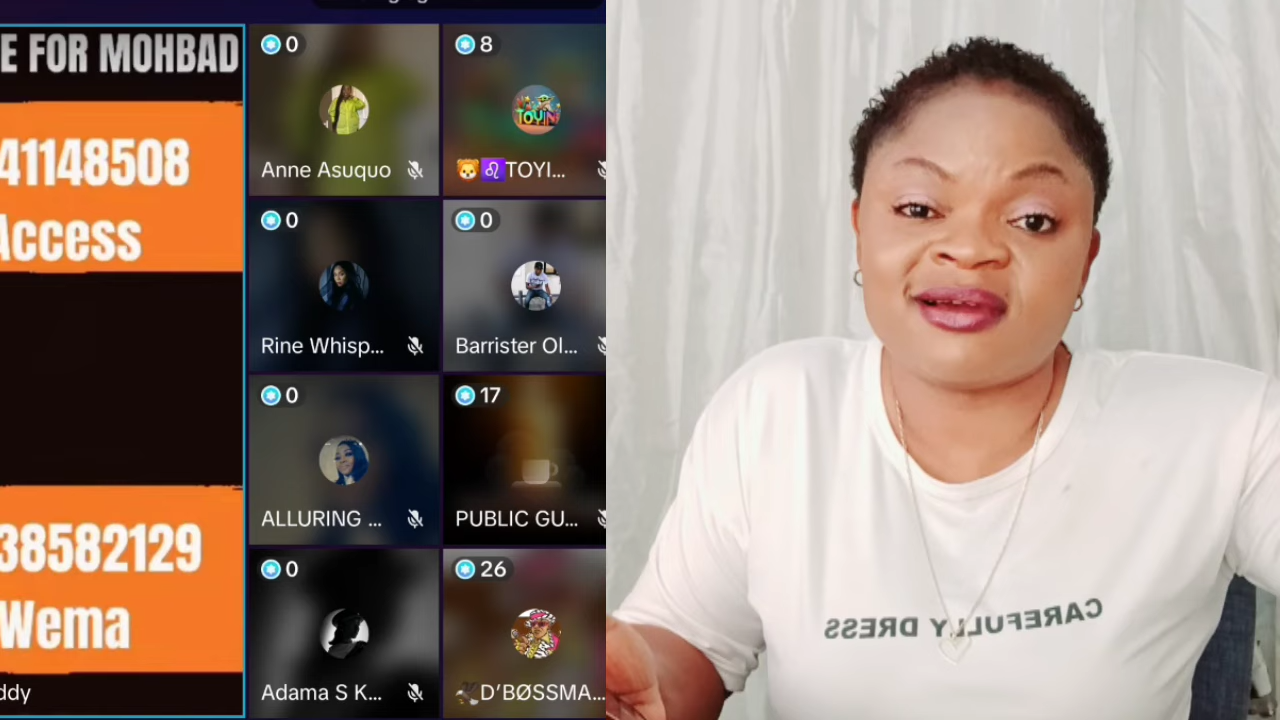 E FOR MOHBAD
41148508
Access
38582129
Wema
ddy
0
Anne Asuquo
8
TOYIN
🐯♌TOYI...
0
Rine Whisp...
0
Barrister Ol...
0
ALLURING ...
17
PUBLIC GU...
0
Adama S K...
26
D'BØSSMA...
CAREFULLY DRESS